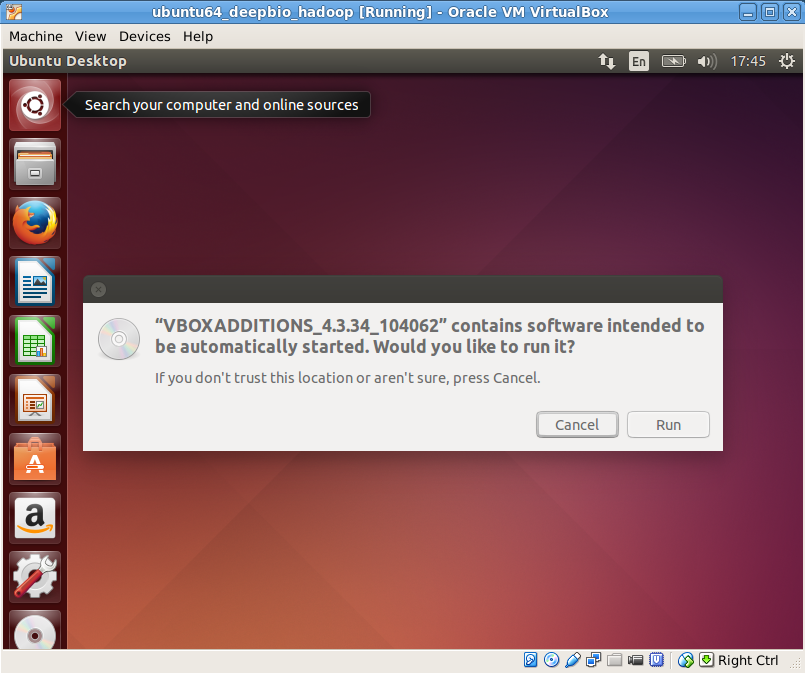 ubuntu64_deepbio_hadoop [Running] - Oracle VM VirtualBox
Machine View Devices Help
Ubuntu Desktop En 17:45
Search your computer and online sources
“VBOXADDITIONS_4.3.34_104062” contains software intended to
be automatically started. Would you like to run it?
If you don't trust this location or aren't sure, press Cancel.
Cancel Run
a
Right Ctrl